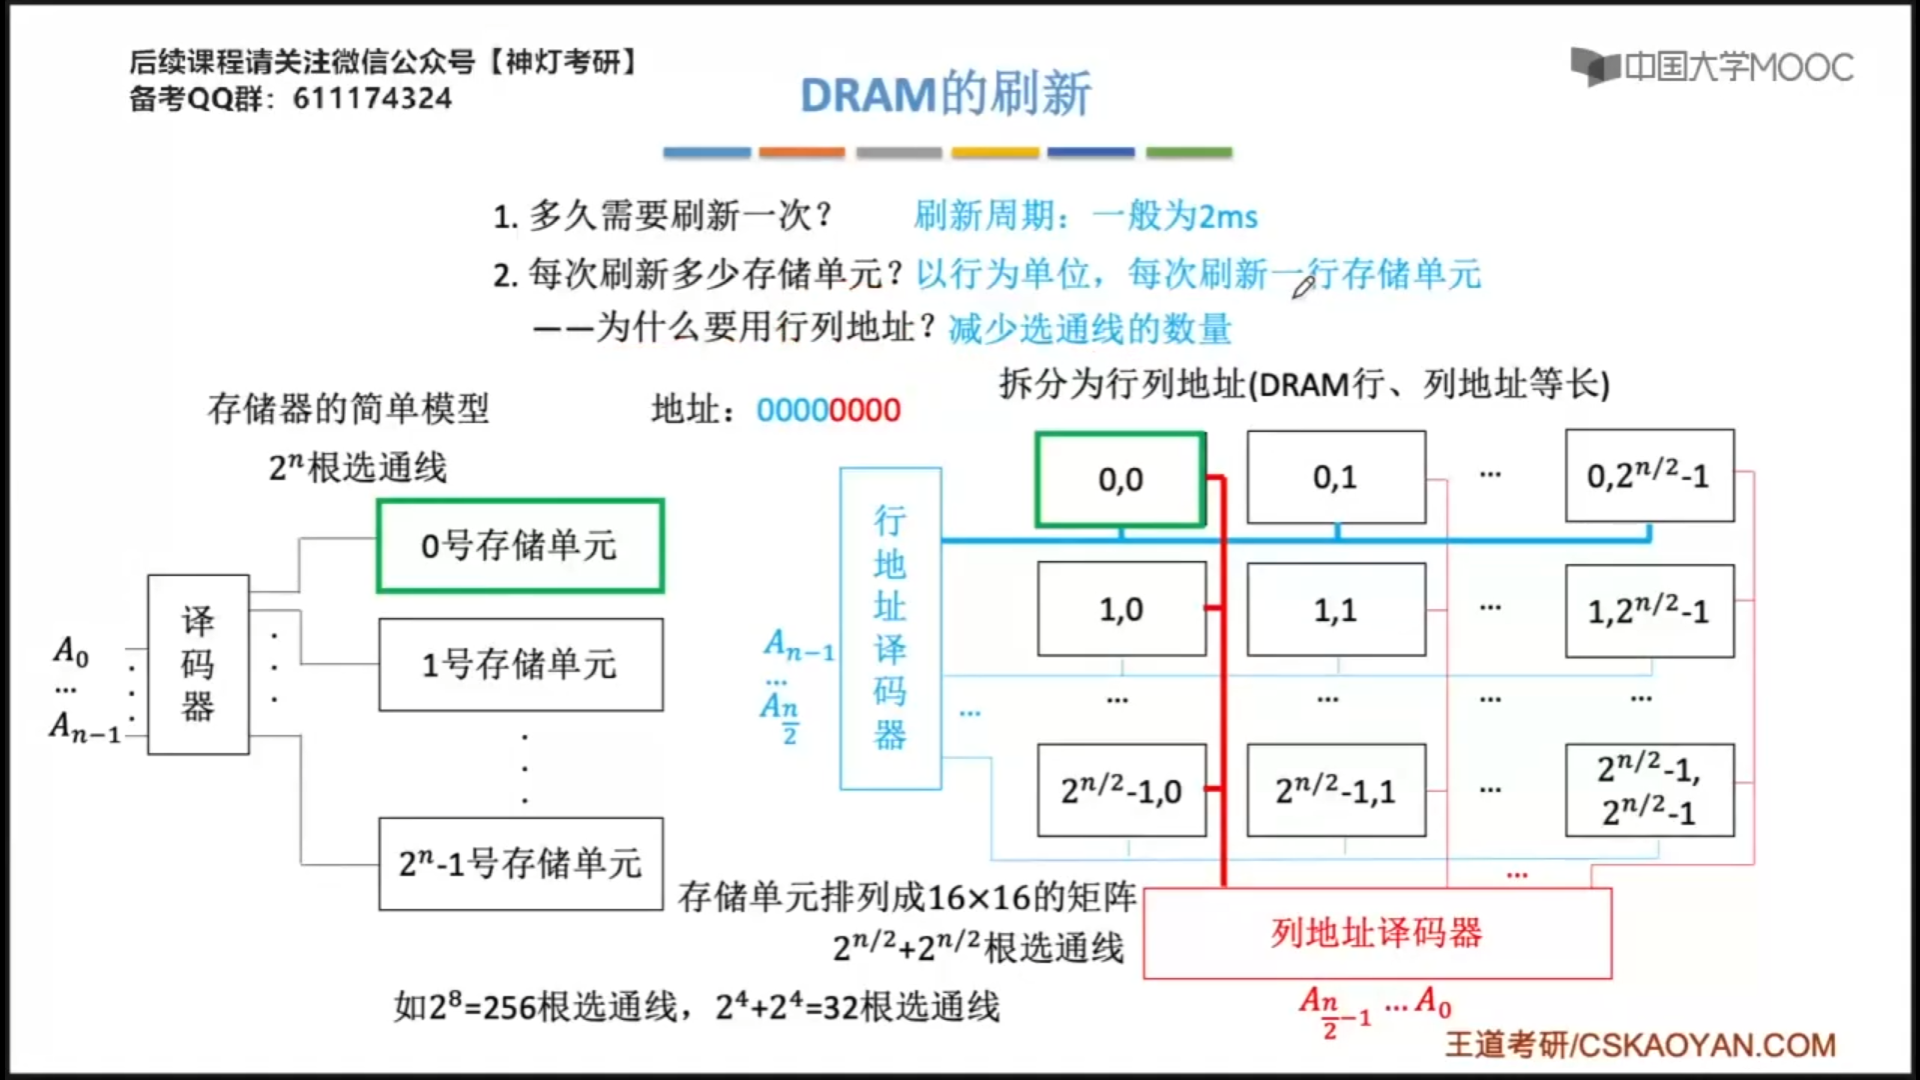 后续课程请关注微信公众号【神灯考研】
备考QQ群：611174324
中国大学MOOC
DRAM的刷新
1. 多久需要刷新一次？ 刷新周期：一般为2ms
2. 每次刷新多少存储单元？以行为单位，每次刷新一行存储单元
——为什么要用行列地址？减少选通线的数量
拆分为行列地址(DRAM行、列地址等长)
存储器的简单模型
地址：00000000
2ⁿ根选通线
0号存储单元
1号存储单元
2ⁿ-1号存储单元
译码器
A₀
...
Aₙ₋₁
行地址译码器
Aₙ₋₁
...
A_{n/2}
0,0
0,1
...
0,2^{n/2}-1
1,0
1,1
...
1,2^{n/2}-1
...
...
...
...
...
2^{n/2}-1,0
2^{n/2}-1,1
...
2^{n/2}-1,
2^{n/2}-1
...
存储单元排列成16×16的矩阵
2^{n/2}+2^{n/2}根选通线
列地址译码器
如2⁸=256根选通线，2⁴+2⁴=32根选通线
A_{n/2-1} ...A₀
王道考研/CSKAOYAN.COM